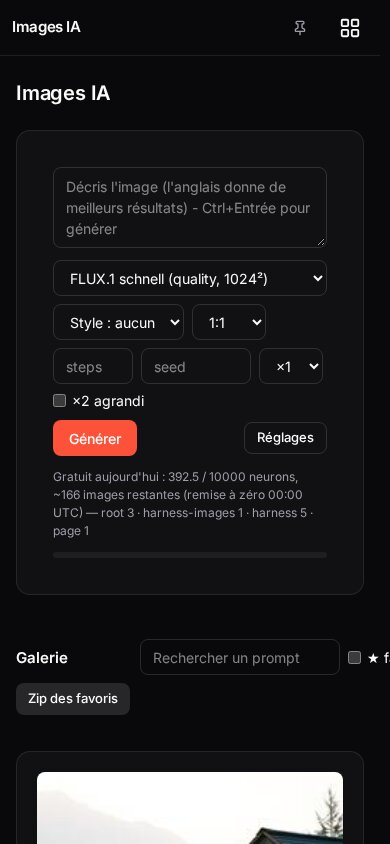 Images IA
Images IA
Décris l'image (l'anglais donne de
meilleurs résultats) - Ctrl+Entrée pour
générer
FLUX.1 schnell (quality, 1024²)
Style : aucun
1:1
steps
seed
×1
×2 agrandi
Générer
Réglages
Gratuit aujourd'hui : 392.5 / 10000 neurons,
~166 images restantes (remise à zéro 00:00
UTC) — root 3 · harness-images 1 · harness 5 ·
page 1
Galerie
Rechercher un prompt
★ fa
Zip des favoris